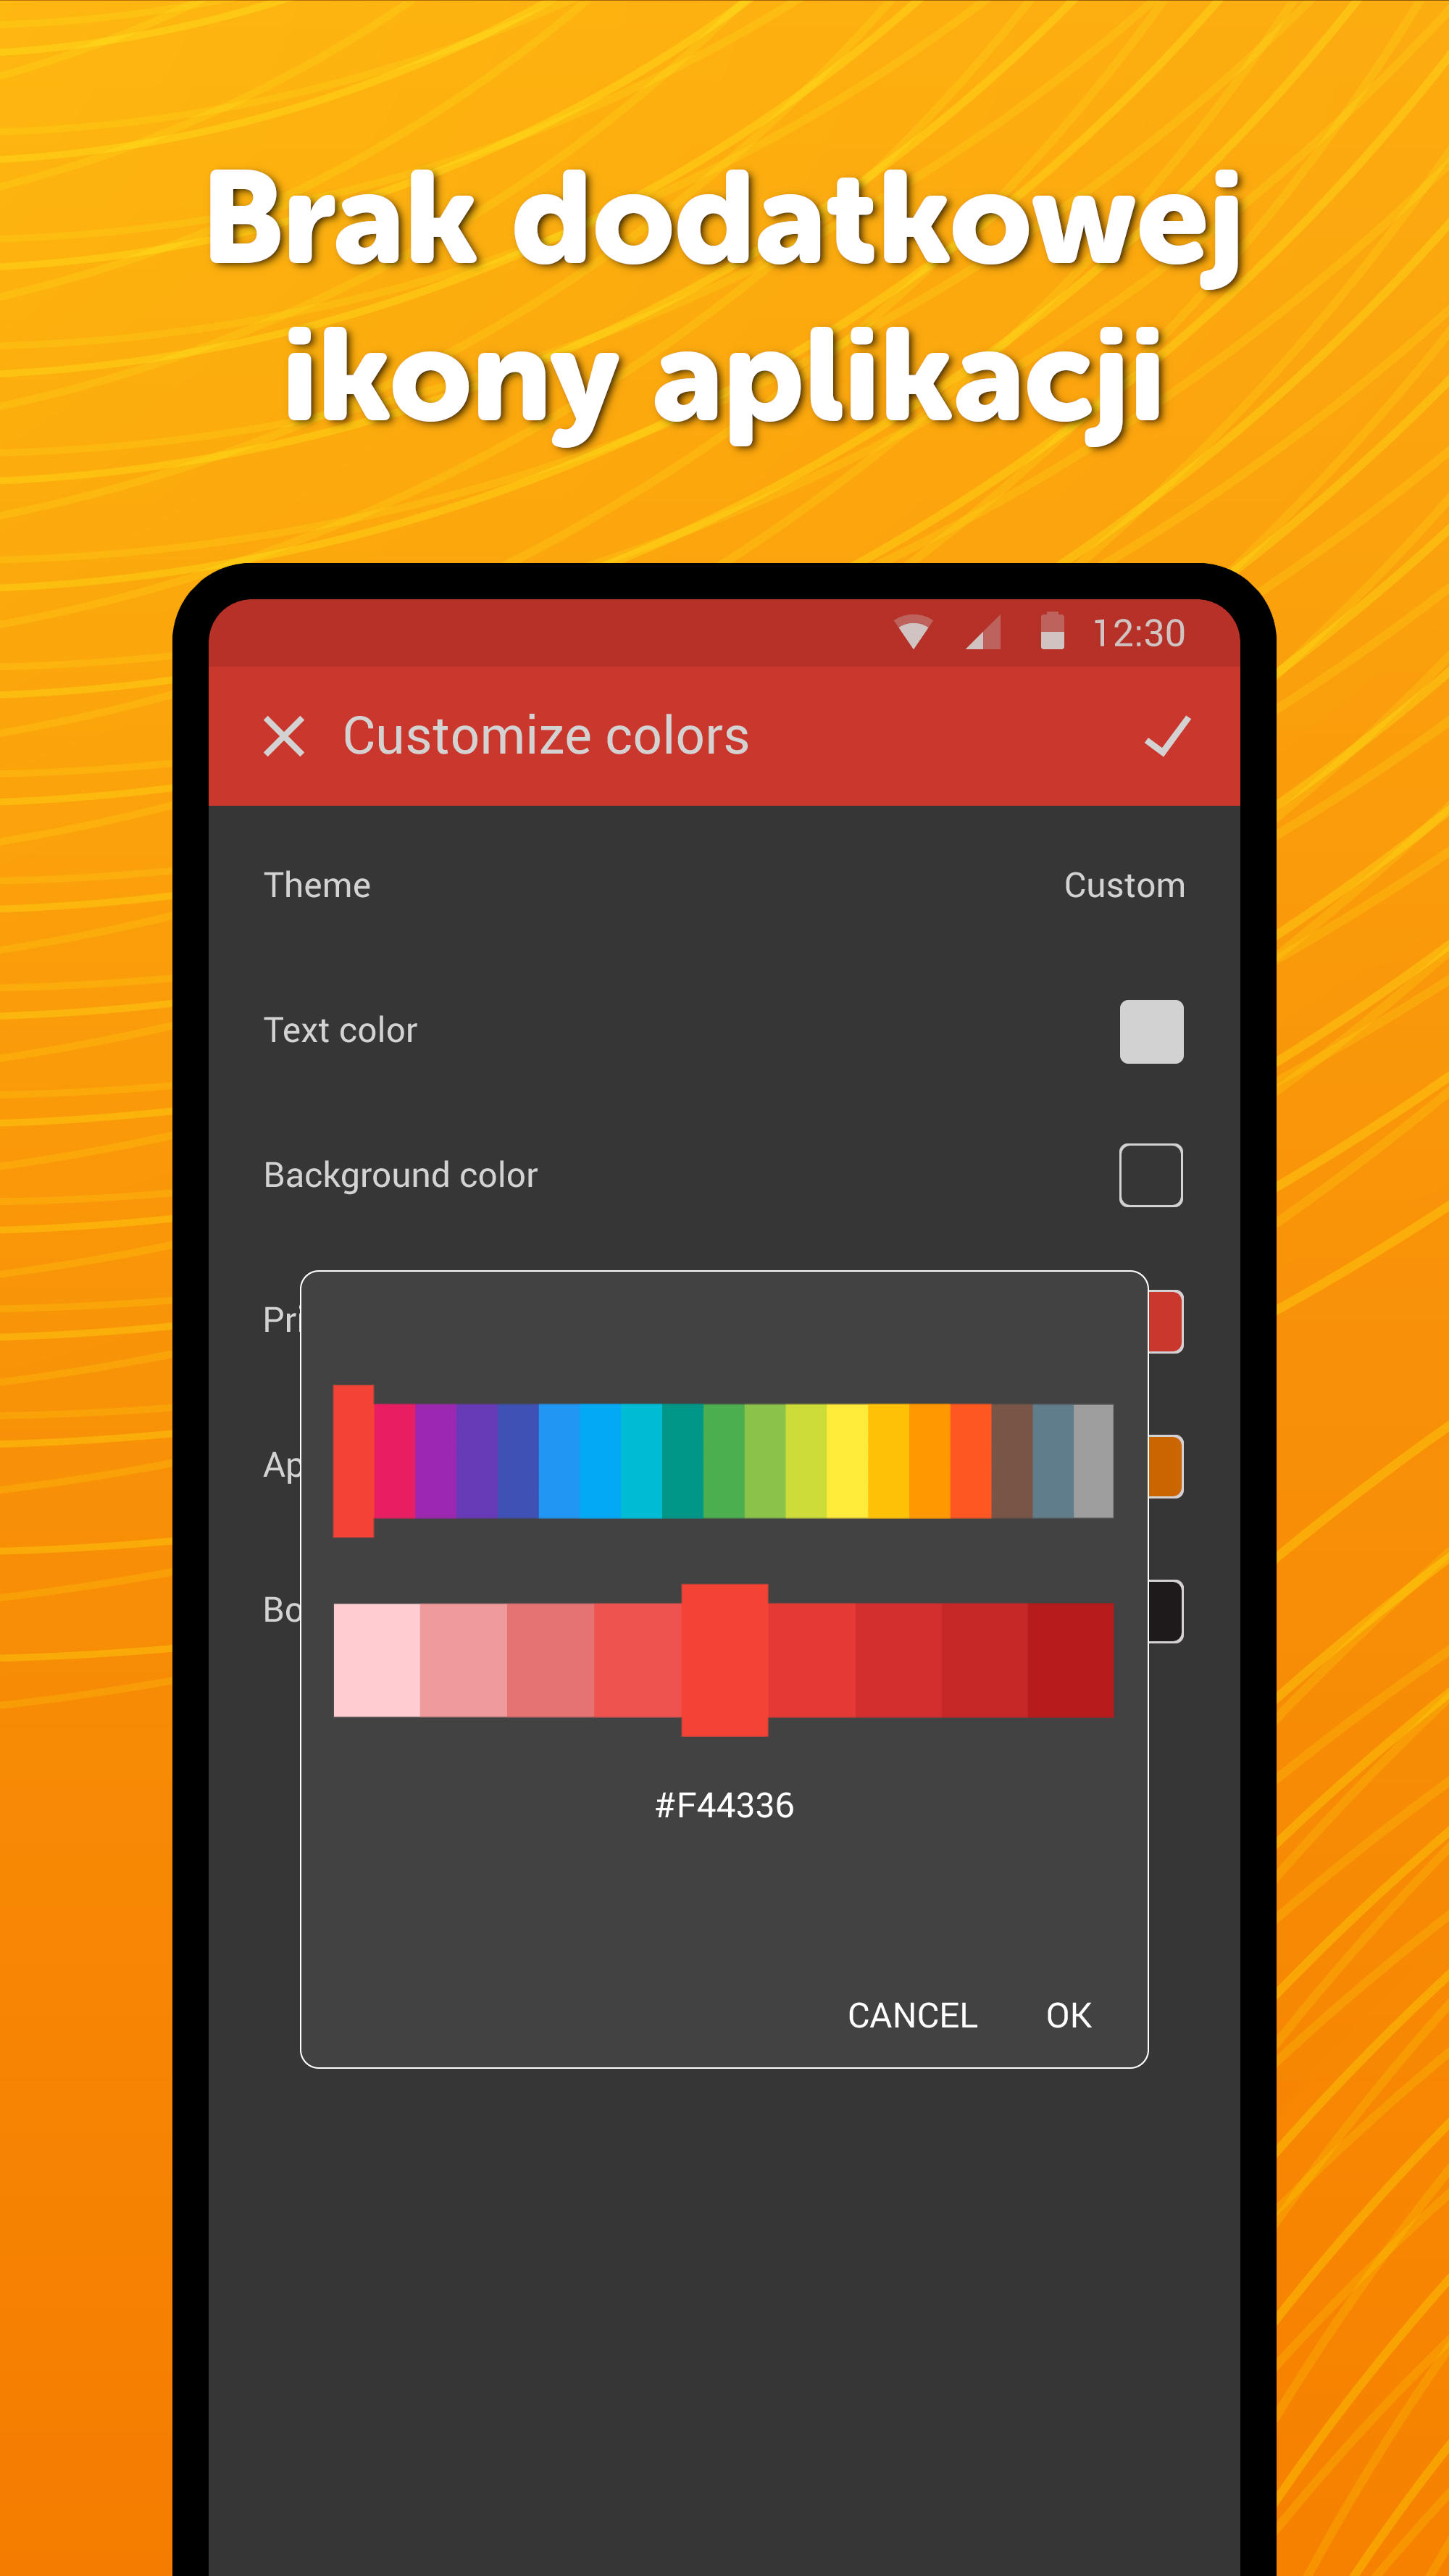 Brak dodatkowej
ikony aplikacji
12:30
Customize colors
Theme Custom
Text color
Background color
Pri
Ap
Bo
#F44336
CANCEL OK